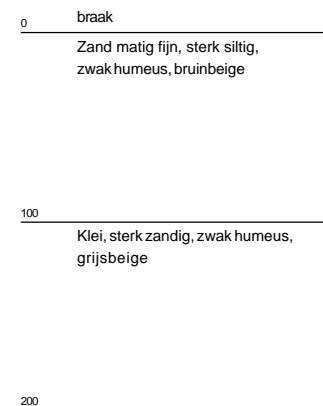 0
braak
Zand matig fijn, sterk siltig,
zwak humeus, bruinbeige
100
Klei, sterk zandig, zwak humeus,
grijsbeige
200